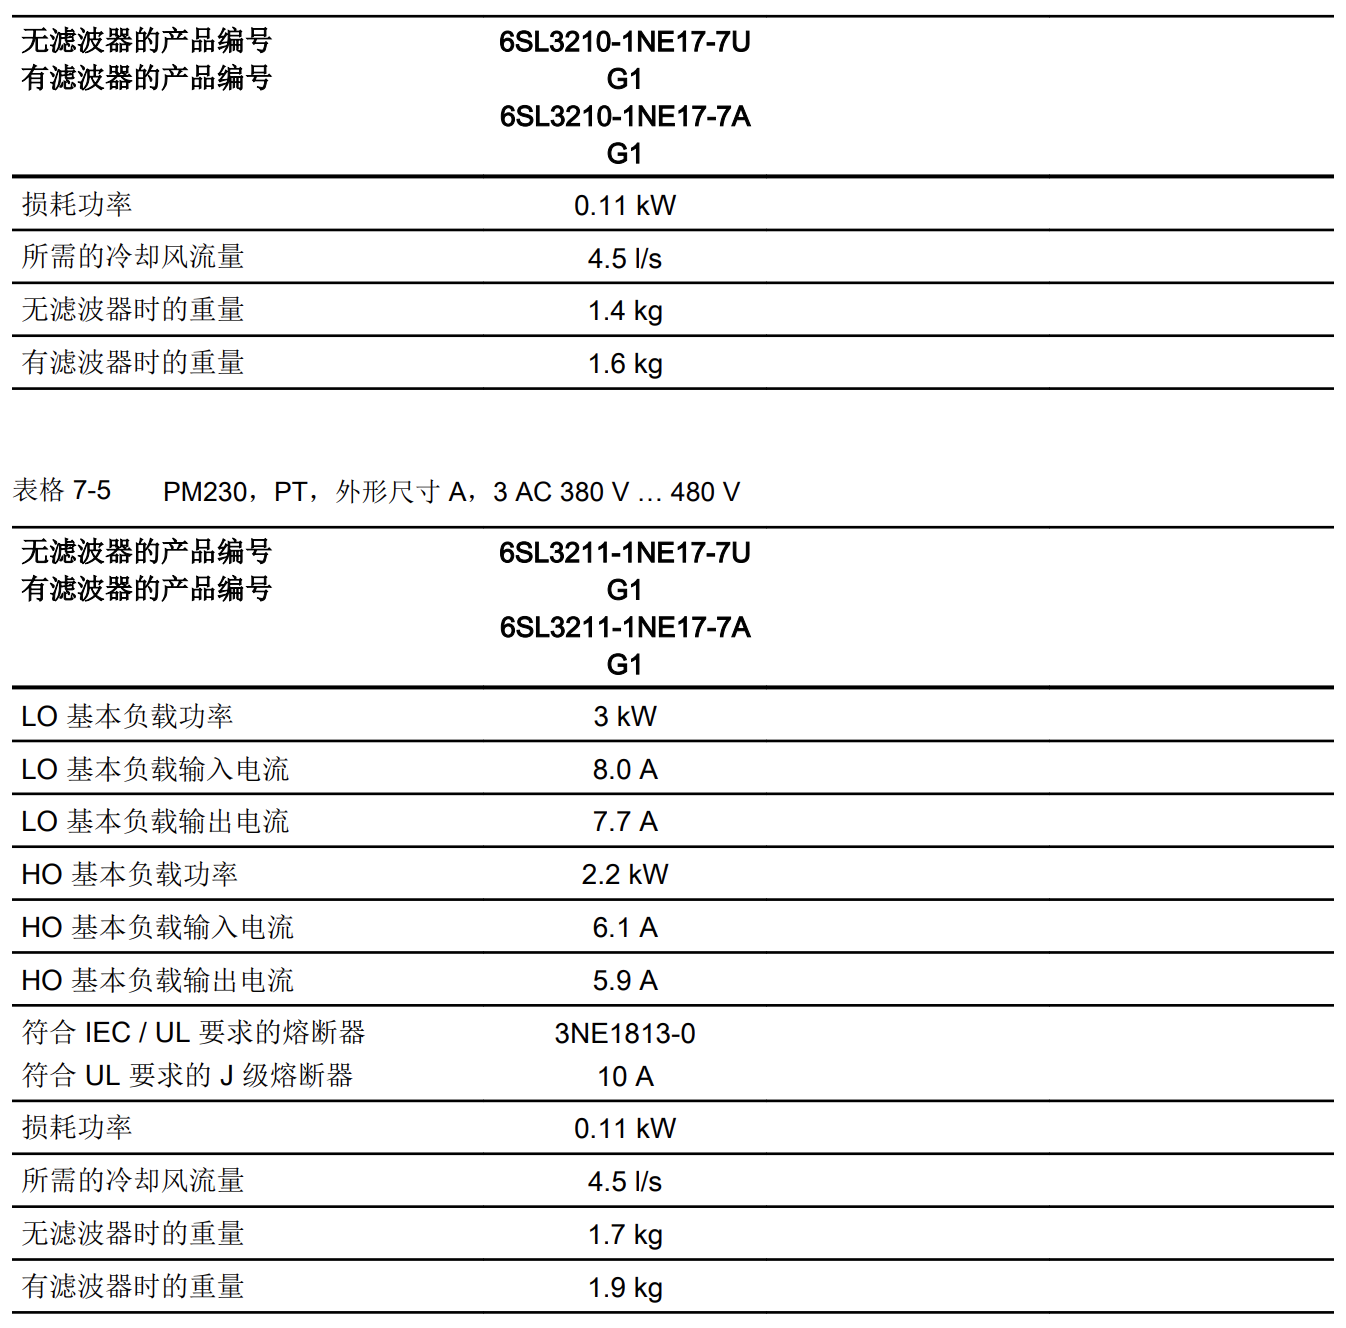 无滤波器的产品编号 6SL3210-1NE17-7U
有滤波器的产品编号 G1
6SL3210-1NE17-7A
G1
损耗功率 0.11 kW
所需的冷却风流量 4.5 l/s
无滤波器时的重量 1.4 kg
有滤波器时的重量 1.6 kg
表格 7-5 PM230，PT，外形尺寸 A，3 AC 380 V … 480 V
无滤波器的产品编号 6SL3211-1NE17-7U
有滤波器的产品编号 G1
6SL3211-1NE17-7A
G1
LO 基本负载功率 3 kW
LO 基本负载输入电流 8.0 A
LO 基本负载输出电流 7.7 A
HO 基本负载功率 2.2 kW
HO 基本负载输入电流 6.1 A
HO 基本负载输出电流 5.9 A
符合 IEC / UL 要求的熔断器 3NE1813-0
符合 UL 要求的 J 级熔断器 10 A
损耗功率 0.11 kW
所需的冷却风流量 4.5 l/s
无滤波器时的重量 1.7 kg
有滤波器时的重量 1.9 kg